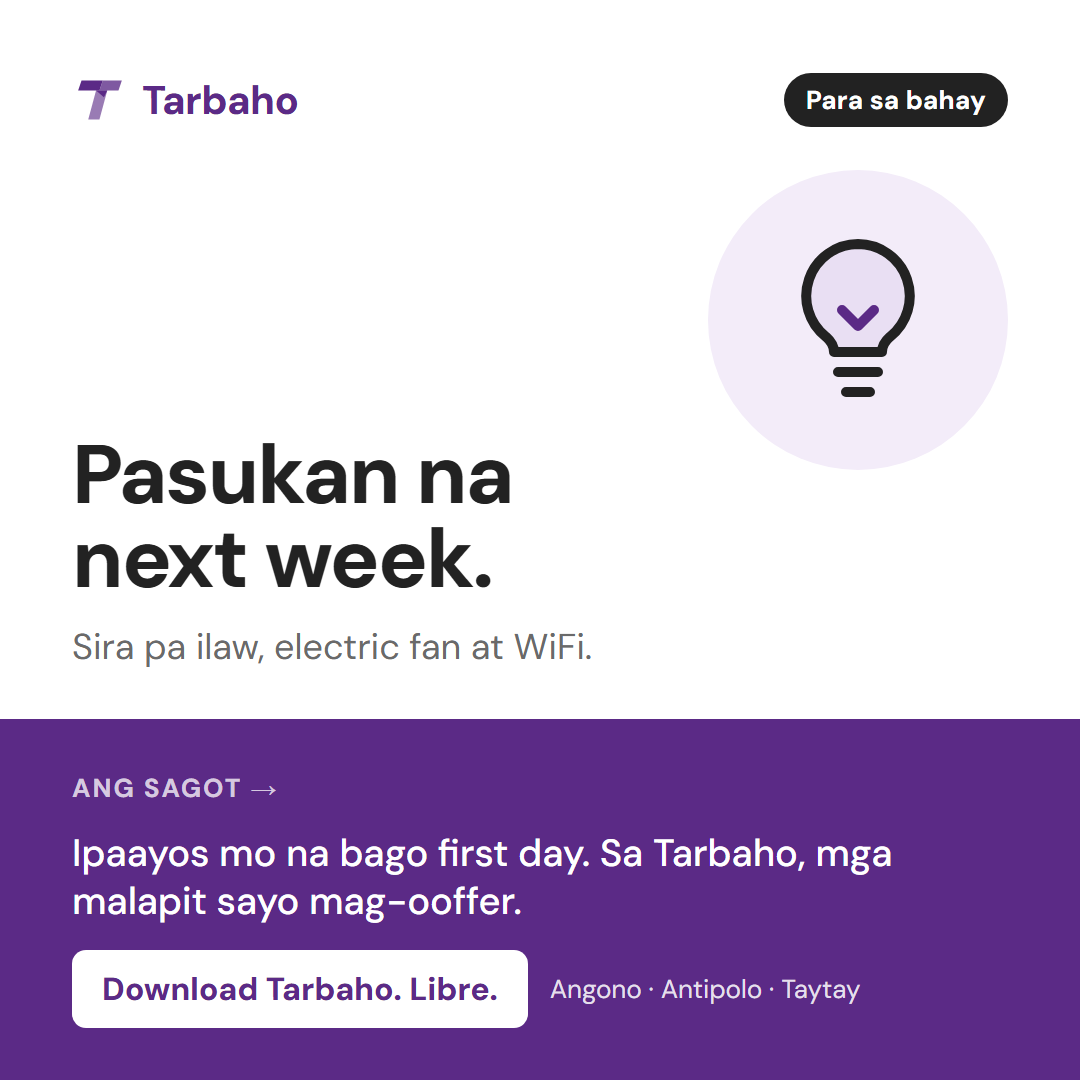 Tarbaho
Para sa bahay
Pasukan na
next week.
Sira pa ilaw, electric fan at WiFi.
ANG SAGOT →
Ipaayos mo na bago first day. Sa Tarbaho, mga
malapit sayo mag-ooffer.
Download Tarbaho. Libre.
Angono · Antipolo · Taytay